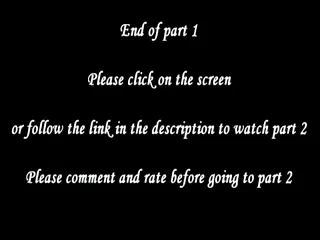 End of part 1
Please click on the screen
or follow the link in the description to watch part 2
Please comment and rate before going to part 2